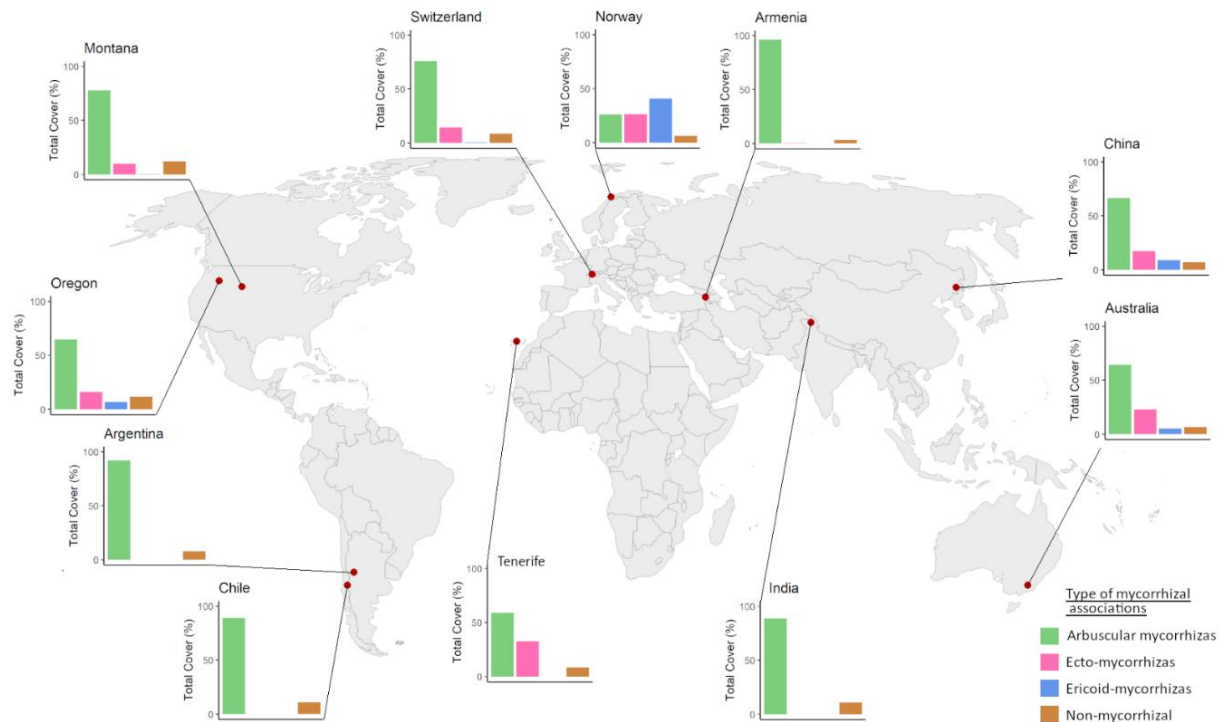 Switzerland
Norway
Armenia
Montana
China
Oregon
Australia
Argentina
Chile
Tenerife
India
Total Cover (%)
100
50
0
Total Cover (%)
100
50
0
Total Cover (%)
100
50
0
Total Cover (%)
100
50
0
Total Cover (%)
100
50
0
Total Cover (%)
100
50
0
Total Cover (%)
100
50
0
Total Cover (%)
100
50
0
Total Cover (%)
100
50
0
Total Cover (%)
100
50
0
Total Cover (%)
100
50
0
Type of mycorrhizal
associations
Arbuscular mycorrhizas
Ecto-mycorrhizas
Ericoid-mycorrhizas
Non-mycorrhizal